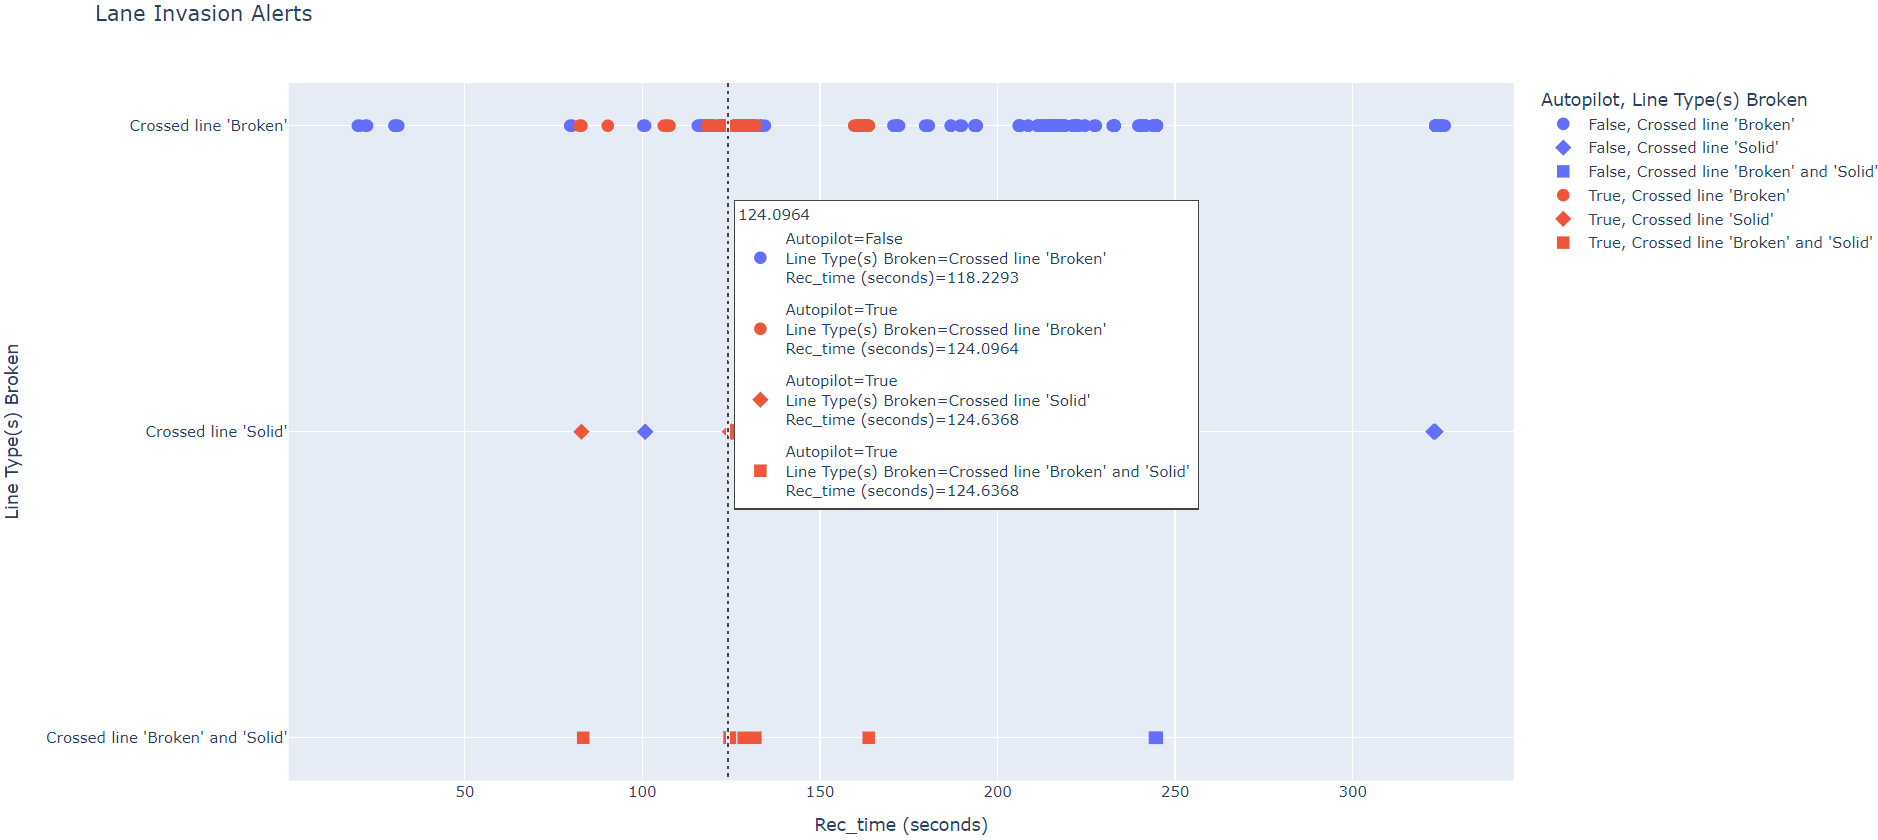 Lane Invasion Alerts
Line Type(s) Broken
Crossed line 'Broken'
Crossed line 'Solid'
Crossed line 'Broken' and 'Solid'
124.0964
Autopilot=False
Line Type(s) Broken=Crossed line 'Broken'
Rec_time (seconds)=118.2293
Autopilot=True
Line Type(s) Broken=Crossed line 'Broken'
Rec_time (seconds)=124.0964
Autopilot=True
Line Type(s) Broken=Crossed line 'Solid'
Rec_time (seconds)=124.6368
Autopilot=True
Line Type(s) Broken=Crossed line 'Broken' and 'Solid'
Rec_time (seconds)=124.6368
50 100 150 200 250 300
Rec_time (seconds)
Autopilot, Line Type(s) Broken
False, Crossed line 'Broken'
False, Crossed line 'Solid'
False, Crossed line 'Broken' and 'Solid'
True, Crossed line 'Broken'
True, Crossed line 'Solid'
True, Crossed line 'Broken' and 'Solid'